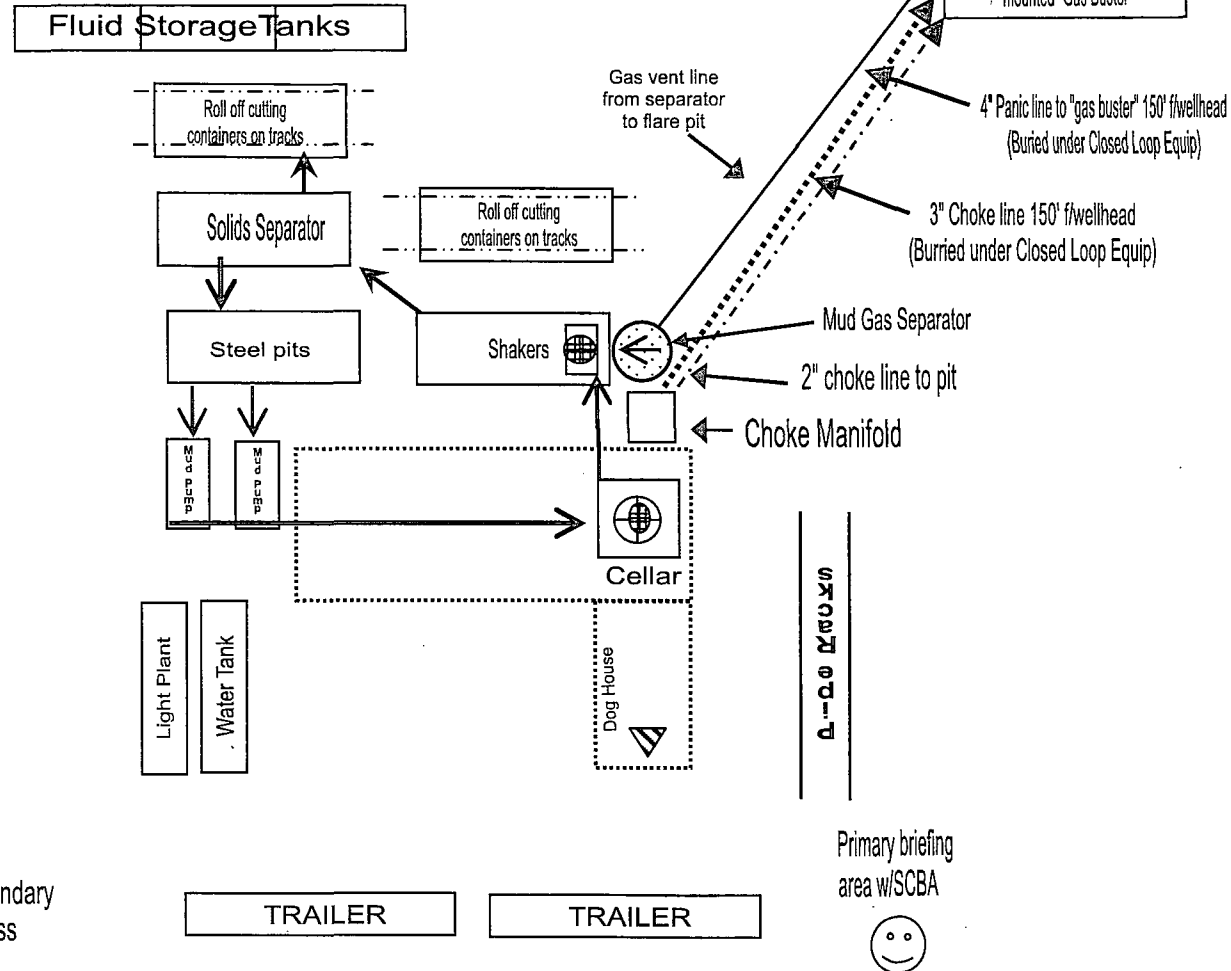 Fluid StorageTanks
mounted "Gas Buster"
Gas vent line
from separator
to flare pit
4" Panic line to "gas buster" 150' f/wellhead
(Buried under Closed Loop Equip)
Roll off cutting
containers on tracks
Solids Separator
Roll off cutting
containers on tracks
3" Choke line 150' f/wellhead
(Burried under Closed Loop Equip)
Steel pits
Shakers
Mud Gas Separator
2" choke line to pit
Choke Manifold
Mud Pump
Mud Pump
Cellar
Pipe Racks
Light Plant
Water Tank
Dog House
Primary briefing
area w/SCBA
ndary
ss
TRAILER
TRAILER